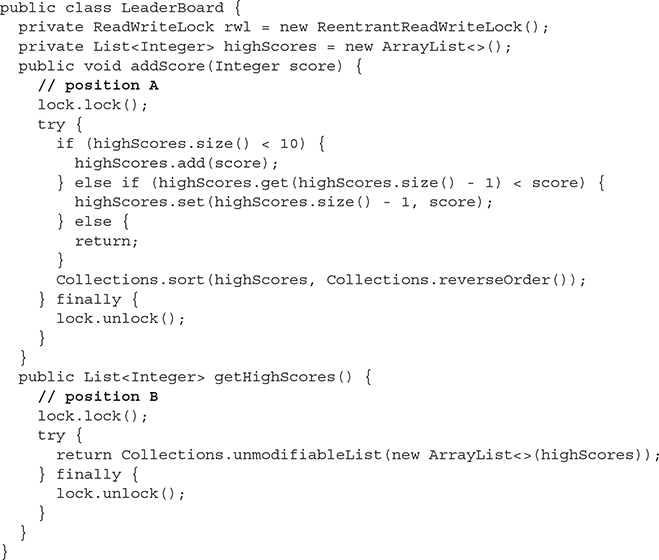 public class LeaderBoard {
  private ReadWriteLock rwl = new ReentrantReadWriteLock();
  private List<Integer> highScores = new ArrayList<>();
  public void addScore(Integer score) {
    // position A
    lock.lock();
    try {
      if (highScores.size() < 10) {
        highScores.add(score);
      } else if (highScores.get(highScores.size() - 1) < score) {
        highScores.set(highScores.size() - 1, score);
      } else {
        return;
      }
      Collections.sort(highScores, Collections.reverseOrder());
    } finally {
      lock.unlock();
    }
  }
  public List<Integer> getHighScores() {
    // position B
    lock.lock();
    try {
      return Collections.unmodifiableList(new ArrayList<>(highScores));
    } finally {
      lock.unlock();
    }
  }
}